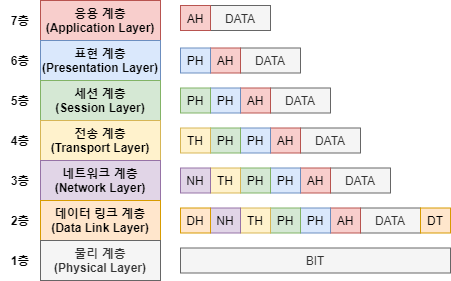 7층 응용 계층 AH DATA
(Application Layer)
6층 표현 계층 PH AH DATA
(Presentation Layer)
5층 세션 계층 PH PH AH DATA
(Session Layer)
4층 전송 계층 TH PH PH AH DATA
(Transport Layer)
3층 네트워크 계층 NH TH PH PH AH DATA
(Network Layer)
2층 데이터 링크 계층 DH NH TH PH PH AH DATA DT
(Data Link Layer)
1층 물리 계층 BIT
(Physical Layer)